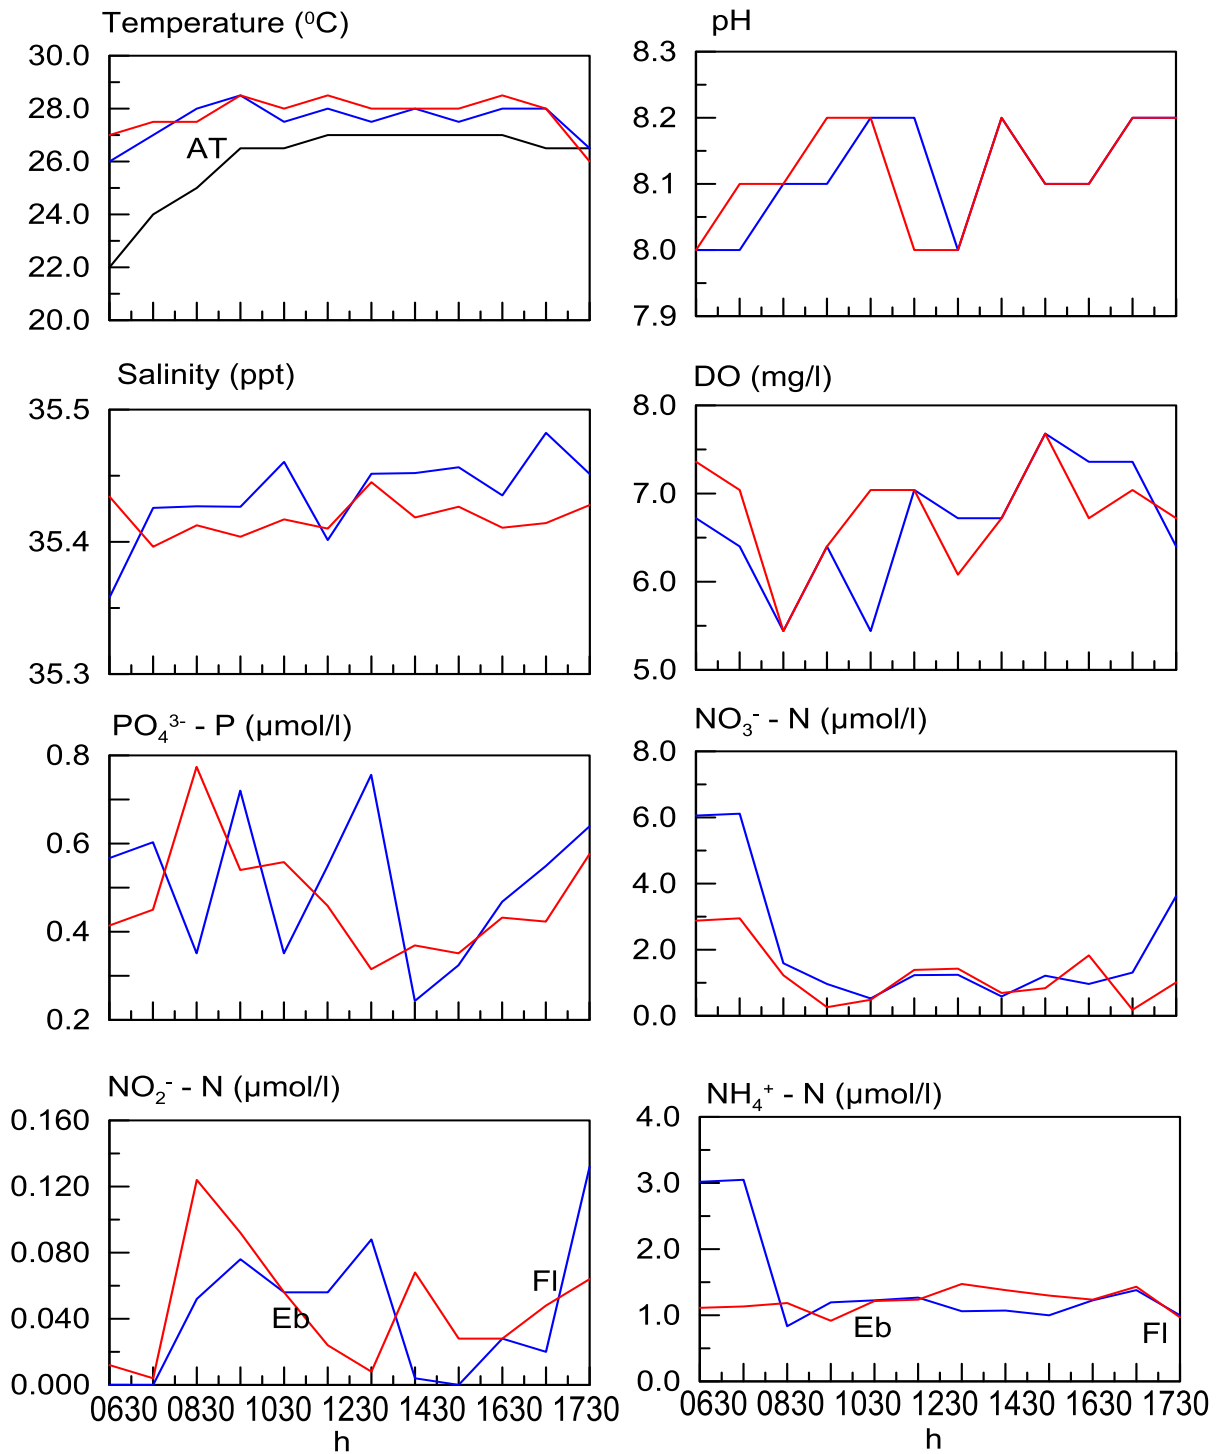 Temperature (⁰C)
30.0
28.0
26.0
24.0
22.0
20.0
AT
pH
8.3
8.2
8.1
8.0
7.9
Salinity (ppt)
35.5
35.4
35.3
DO (mg/l)
8.0
7.0
6.0
5.0
PO₄³⁻ - P (µmol/l)
0.8
0.6
0.4
0.2
NO₃⁻ - N (µmol/l)
8.0
6.0
4.0
2.0
0.0
NO₂⁻ - N (µmol/l)
0.160
0.120
0.080
0.040
0.000
Eb
Fl
0630 0830 1030 1230 1430 1630 1730
h
NH₄⁺ - N (µmol/l)
4.0
3.0
2.0
1.0
0.0
Eb
Fl
0630 0830 1030 1230 1430 1630 1730
h